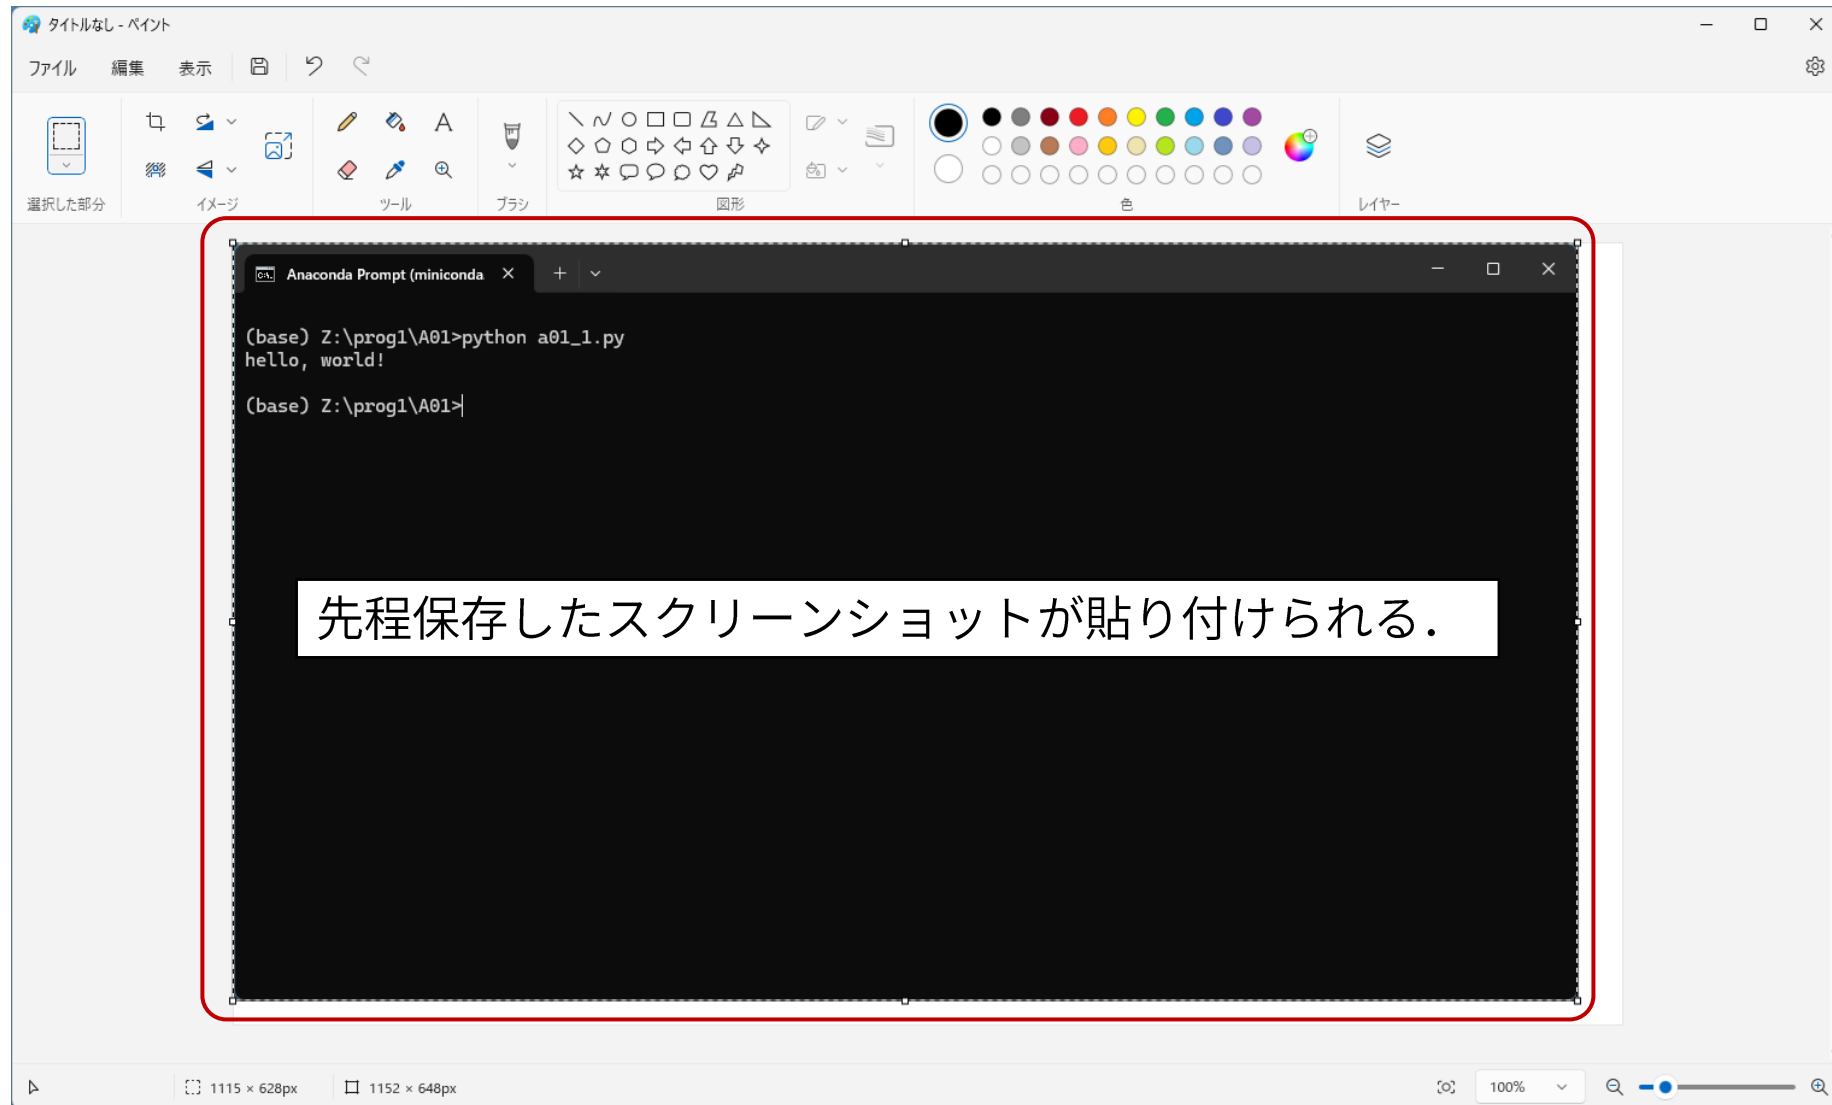 タイトルなし - ペイント
ファイル 編集 表示
選択した部分 イメージ ツール ブラシ 図形 色 レイヤー
Anaconda Prompt (miniconda
(base) Z:\prog1\A01>python a01_1.py
hello, world!
(base) Z:\prog1\A01>
先程保存したスクリーンショットが貼り付けられる．
1115 × 628px 1152 × 648px 100%